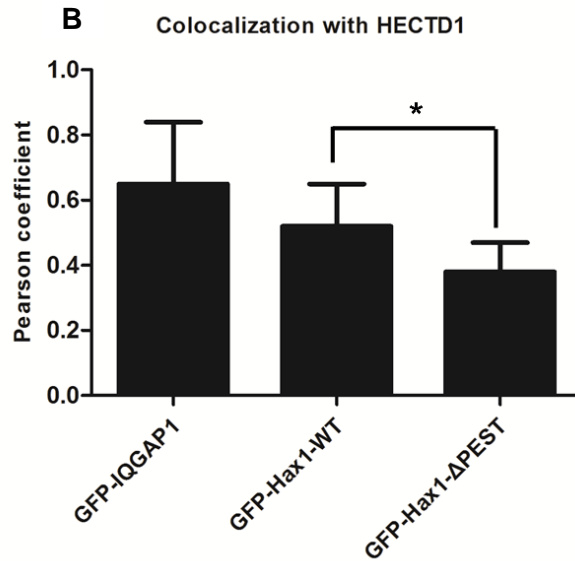 B
Colocalization with HECTD1
Pearson coefficient
1.0
0.8
0.6
0.4
0.2
0.0
*
GFP-IQGAP1
GFP-Hax1-WT
GFP-Hax1-ΔPEST